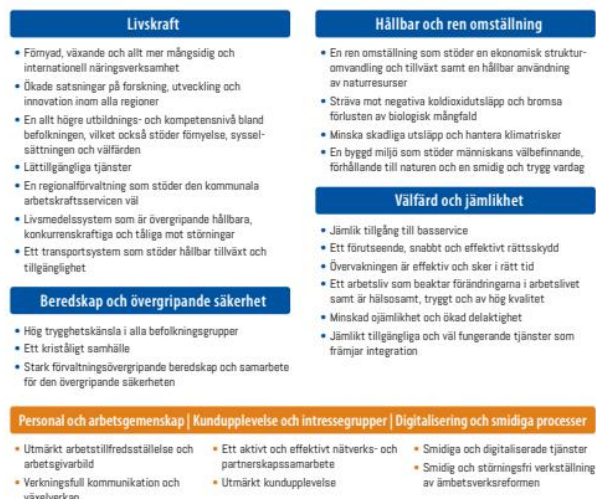 Livskraft
• Förnyad, växande och allt mer mångsidig och
internationell näringsverksamhet
• Ökade satsningar på forskning, utveckling och
innovation inom alla regioner
• En allt högre utbildnings- och kompetensnivå bland
befolkningen, vilket också stöder förnyelse, syssel-
sättningen och välfärden
• Lättillgängliga tjänster
• En regionalförvaltning som stöder den kommunala
arbetskraftsservicen väl
• Livsmedelssystem som är övergripande hållbara,
konkurrenskraftiga och tåliga mot störningar
• Ett transportsystem som stöder hållbar tillväxt och
tillgänglighet
Beredskap och övergripande säkerhet
• Hög trygghetskänsla i alla befolkningsgrupper
• Ett kriståligt samhälle
• Stark förvaltningsövergripande beredskap och samarbete
för den övergripande säkerheten
Hållbar och ren omställning
• En ren omställning som stöder en ekonomisk struktur-
omvandling och tillväxt samt en hållbar användning
av naturresurser
• Sträva mot negativa koldioxidutsläpp och bromsa
förlusten av biologisk mångfald
• Minska skadliga utsläpp och hantera klimatrisker
• En byggd miljö som stöder människans välbefinnande,
förhållande till naturen och en smidig och trygg vardag
Välfärd och jämlikhet
• Jämlik tillgång till basservice
• Ett förutseende, snabbt och effektivt rättsskydd
• Övervakningen är effektiv och sker i rätt tid
• Ett arbetsliv som beaktar förändringarna i arbetslivet
samt är hälsosamt, tryggt och av hög kvalitet
• Minskad ojämlikhet och ökad delaktighet
• Jämlikt tillgängliga och väl fungerande tjänster som
främjar integration
Personal och arbetsgemenskap | Kundupplevelse och intressegrupper | Digitalisering och smidiga processer
• Utmärkt arbetstillfredsställelse och
arbetsgivarbild
• Verkningsfull kommunikation och
växelverkan
• Ett aktivt och effektivt nätverks- och
partnerskapssamarbete
• Utmärkt kundupplevelse
• Smidiga och digitaliserade tjänster
• Smidig och störningsfri verkställning
av ämbetsverksreformen